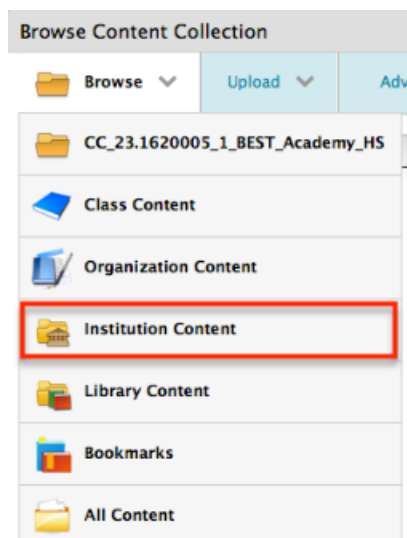 Browse Content Collection
Browse Upload Adv
CC_23.1620005_1_BEST_Academy_HS
Class Content
Organization Content
Institution Content
Library Content
Bookmarks
All Content